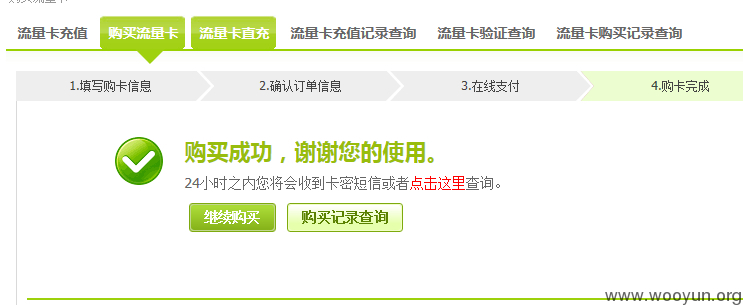 流量卡充值 购买流量卡 流量卡直充 流量卡充值记录查询 流量卡验证查询 流量卡购买记录查询
1.填写购卡信息 2.确认订单信息 3.在线支付 4.购卡完成
购买成功，谢谢您的使用。
24小时之内您将会收到卡密短信或者点击这里查询。
继续购买 购买记录查询
www.wooyun.org